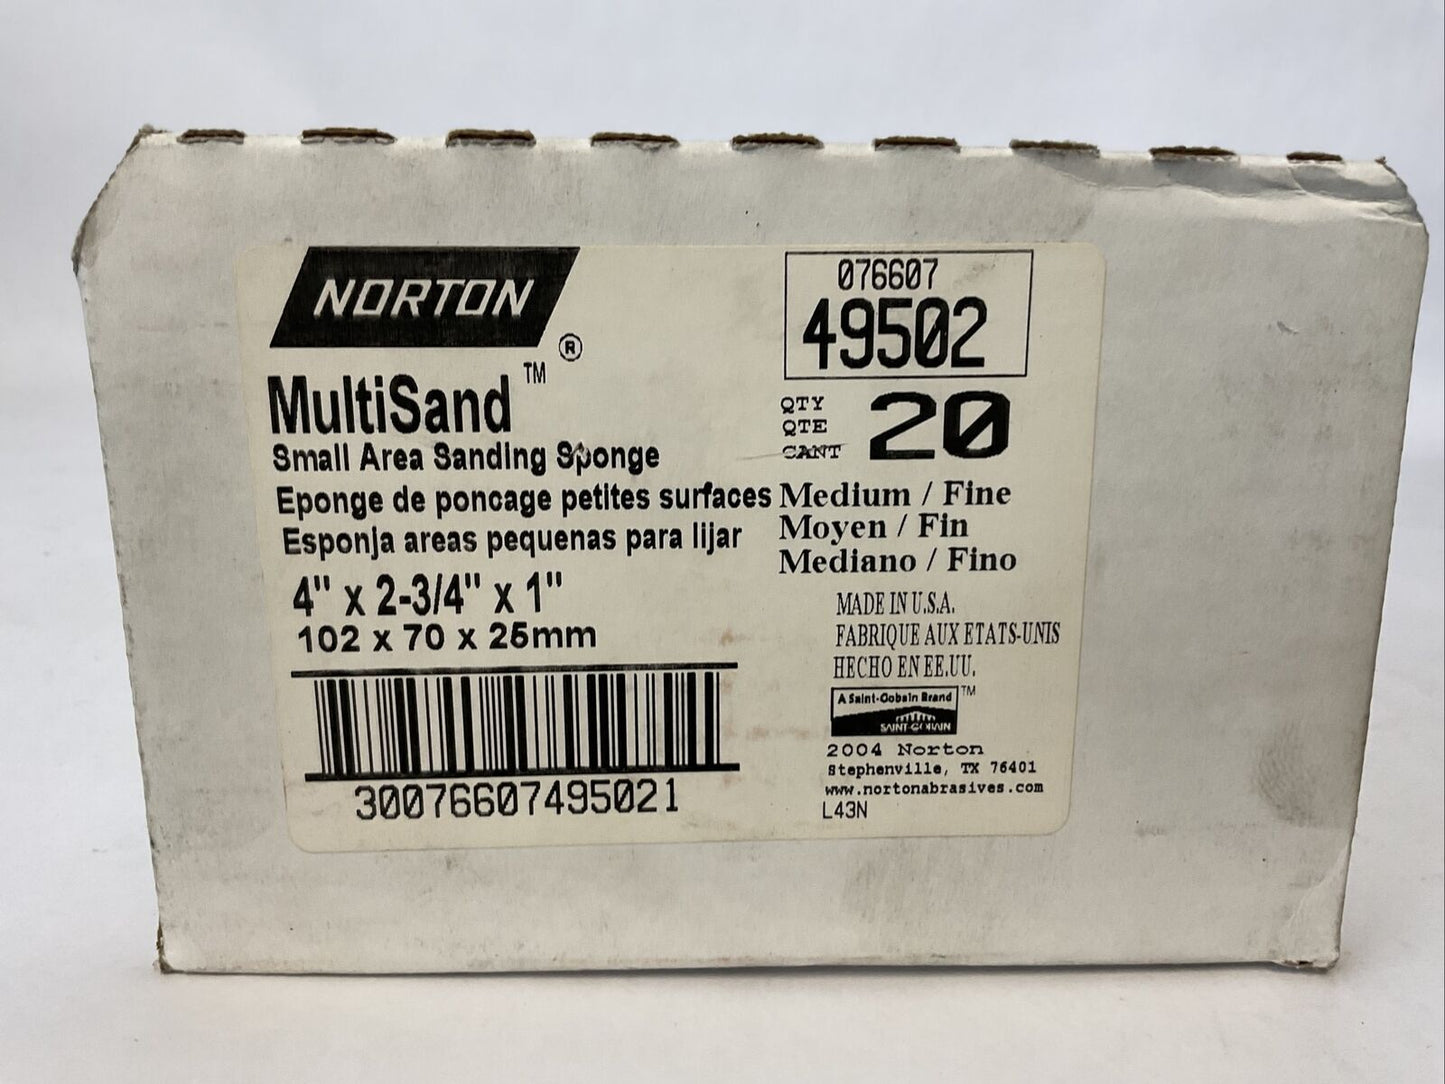 NORTON
®
MultiSand™
Small Area Sanding Sponge
Eponge de poncage petites surfaces
Esponja areas pequenas para lijar
4" x 2-3/4" x 1"
102 x 70 x 25mm
30076607495021
076607
49502
QTY
QTE
CANT
20
Medium / Fine
Moyen / Fin
Mediano / Fino
MADE IN U.S.A.
FABRIQUE AUX ETATS-UNIS
HECHO EN EE.UU.
A Saint-Gobain Brand™
SAINT-GOBAIN
2004 Norton
Stephenville, TX 76401
www.nortonabrasives.com
L43N